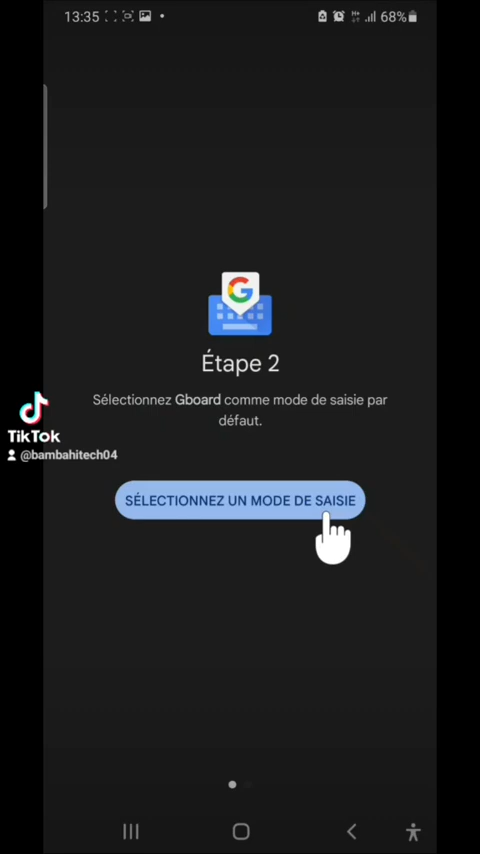 13:35
68%
Étape 2
Sélectionnez Gboard comme mode de saisie par
défaut.
TikTok
@bambahitech04
SÉLECTIONNEZ UN MODE DE SAISIE